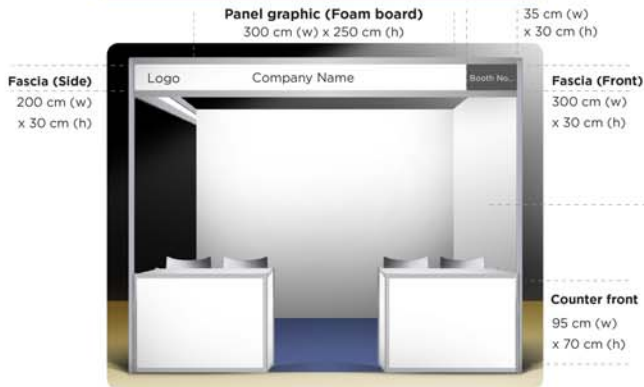 Panel graphic (Foam board)
300 cm (w) x 250 cm (h)
35 cm (w)
x 30 cm (h)
Fascia (Side)
200 cm (w)
x 30 cm (h)
Logo
Company Name
Booth No...
Fascia (Front)
300 cm (w)
x 30 cm (h)
Counter front
95 cm (w)
x 70 cm (h)